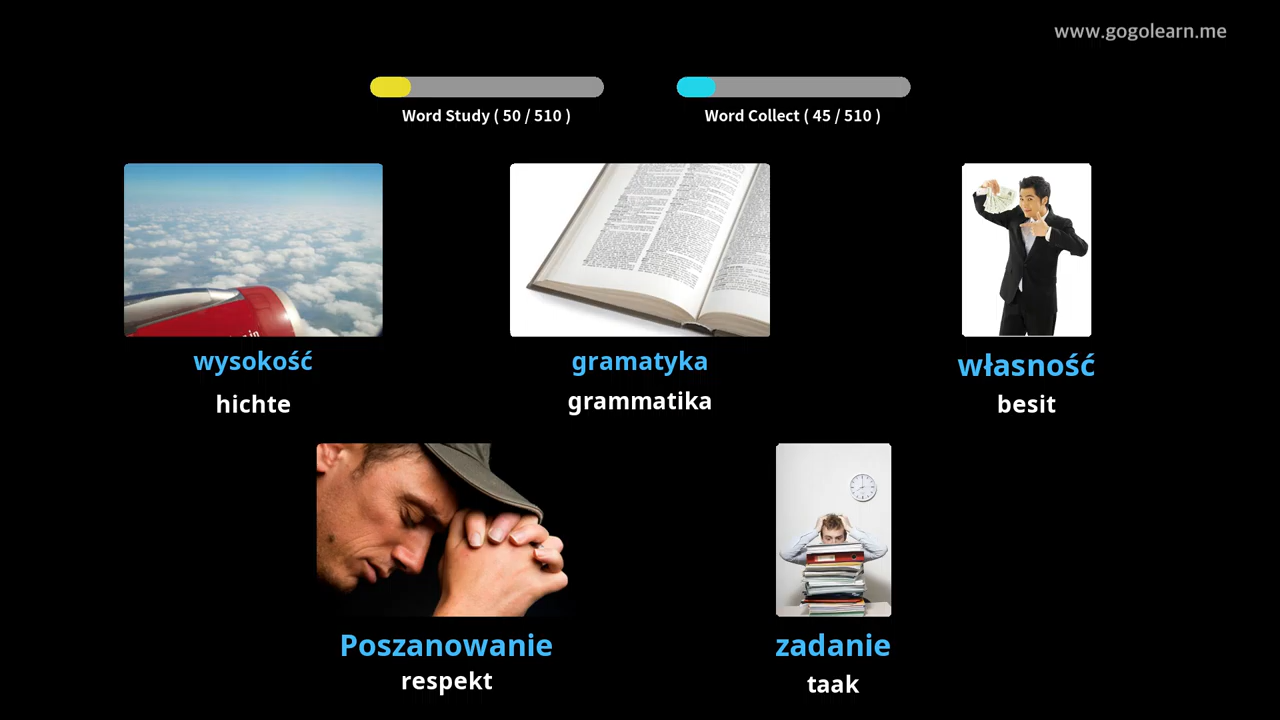 www.gogolearn.me
Word Study ( 50 / 510 )
Word Collect ( 45 / 510 )
wysokość
hichte
gramatyka
grammatika
własność
besit
Poszanowanie
respekt
zadanie
taak